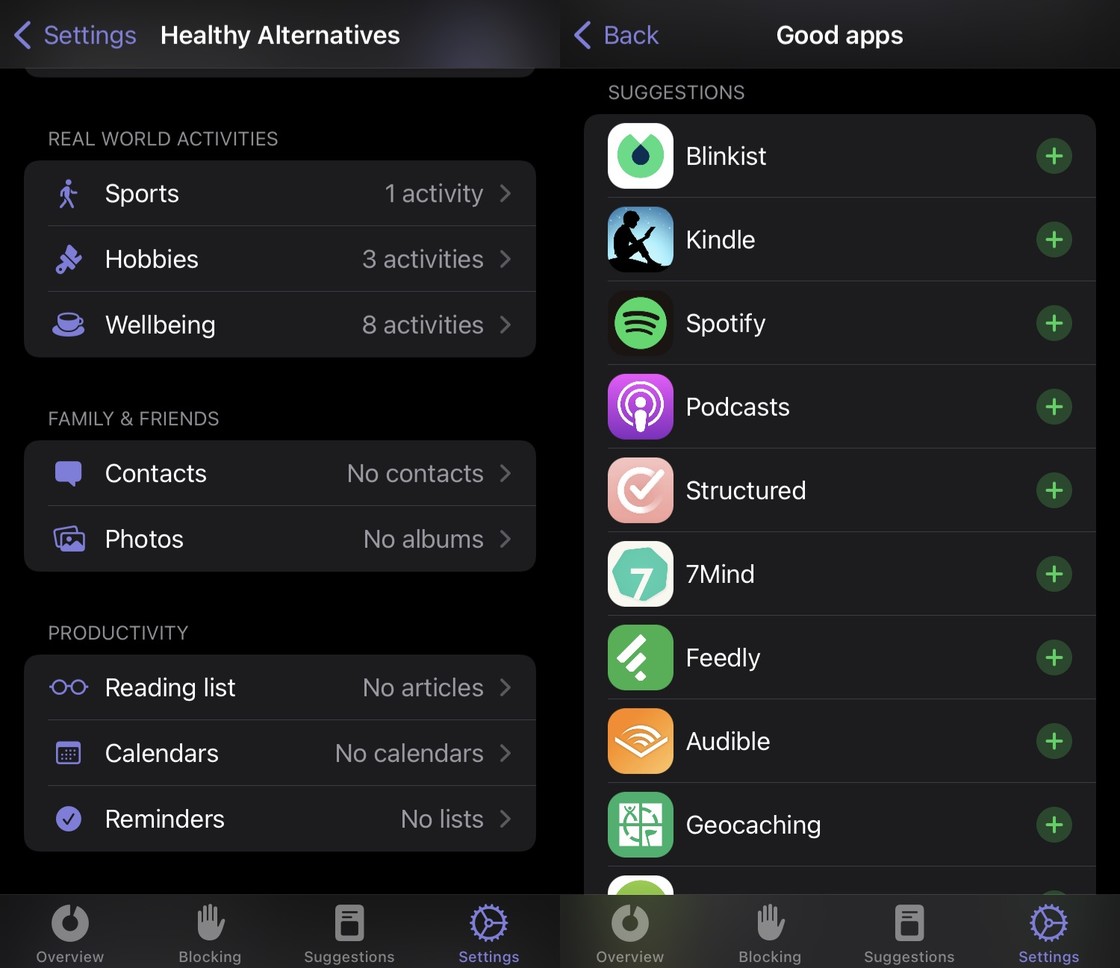 Settings
Healthy Alternatives
REAL WORLD ACTIVITIES
Sports 1 activity
Hobbies 3 activities
Wellbeing 8 activities
FAMILY & FRIENDS
Contacts No contacts
Photos No albums
PRODUCTIVITY
Reading list No articles
Calendars No calendars
Reminders No lists
Overview Blocking Suggestions Settings
Back
Good apps
SUGGESTIONS
Blinkist
Kindle
Spotify
Podcasts
Structured
7 7Mind
Feedly
Audible
Geocaching
Overview Blocking Suggestions Settings